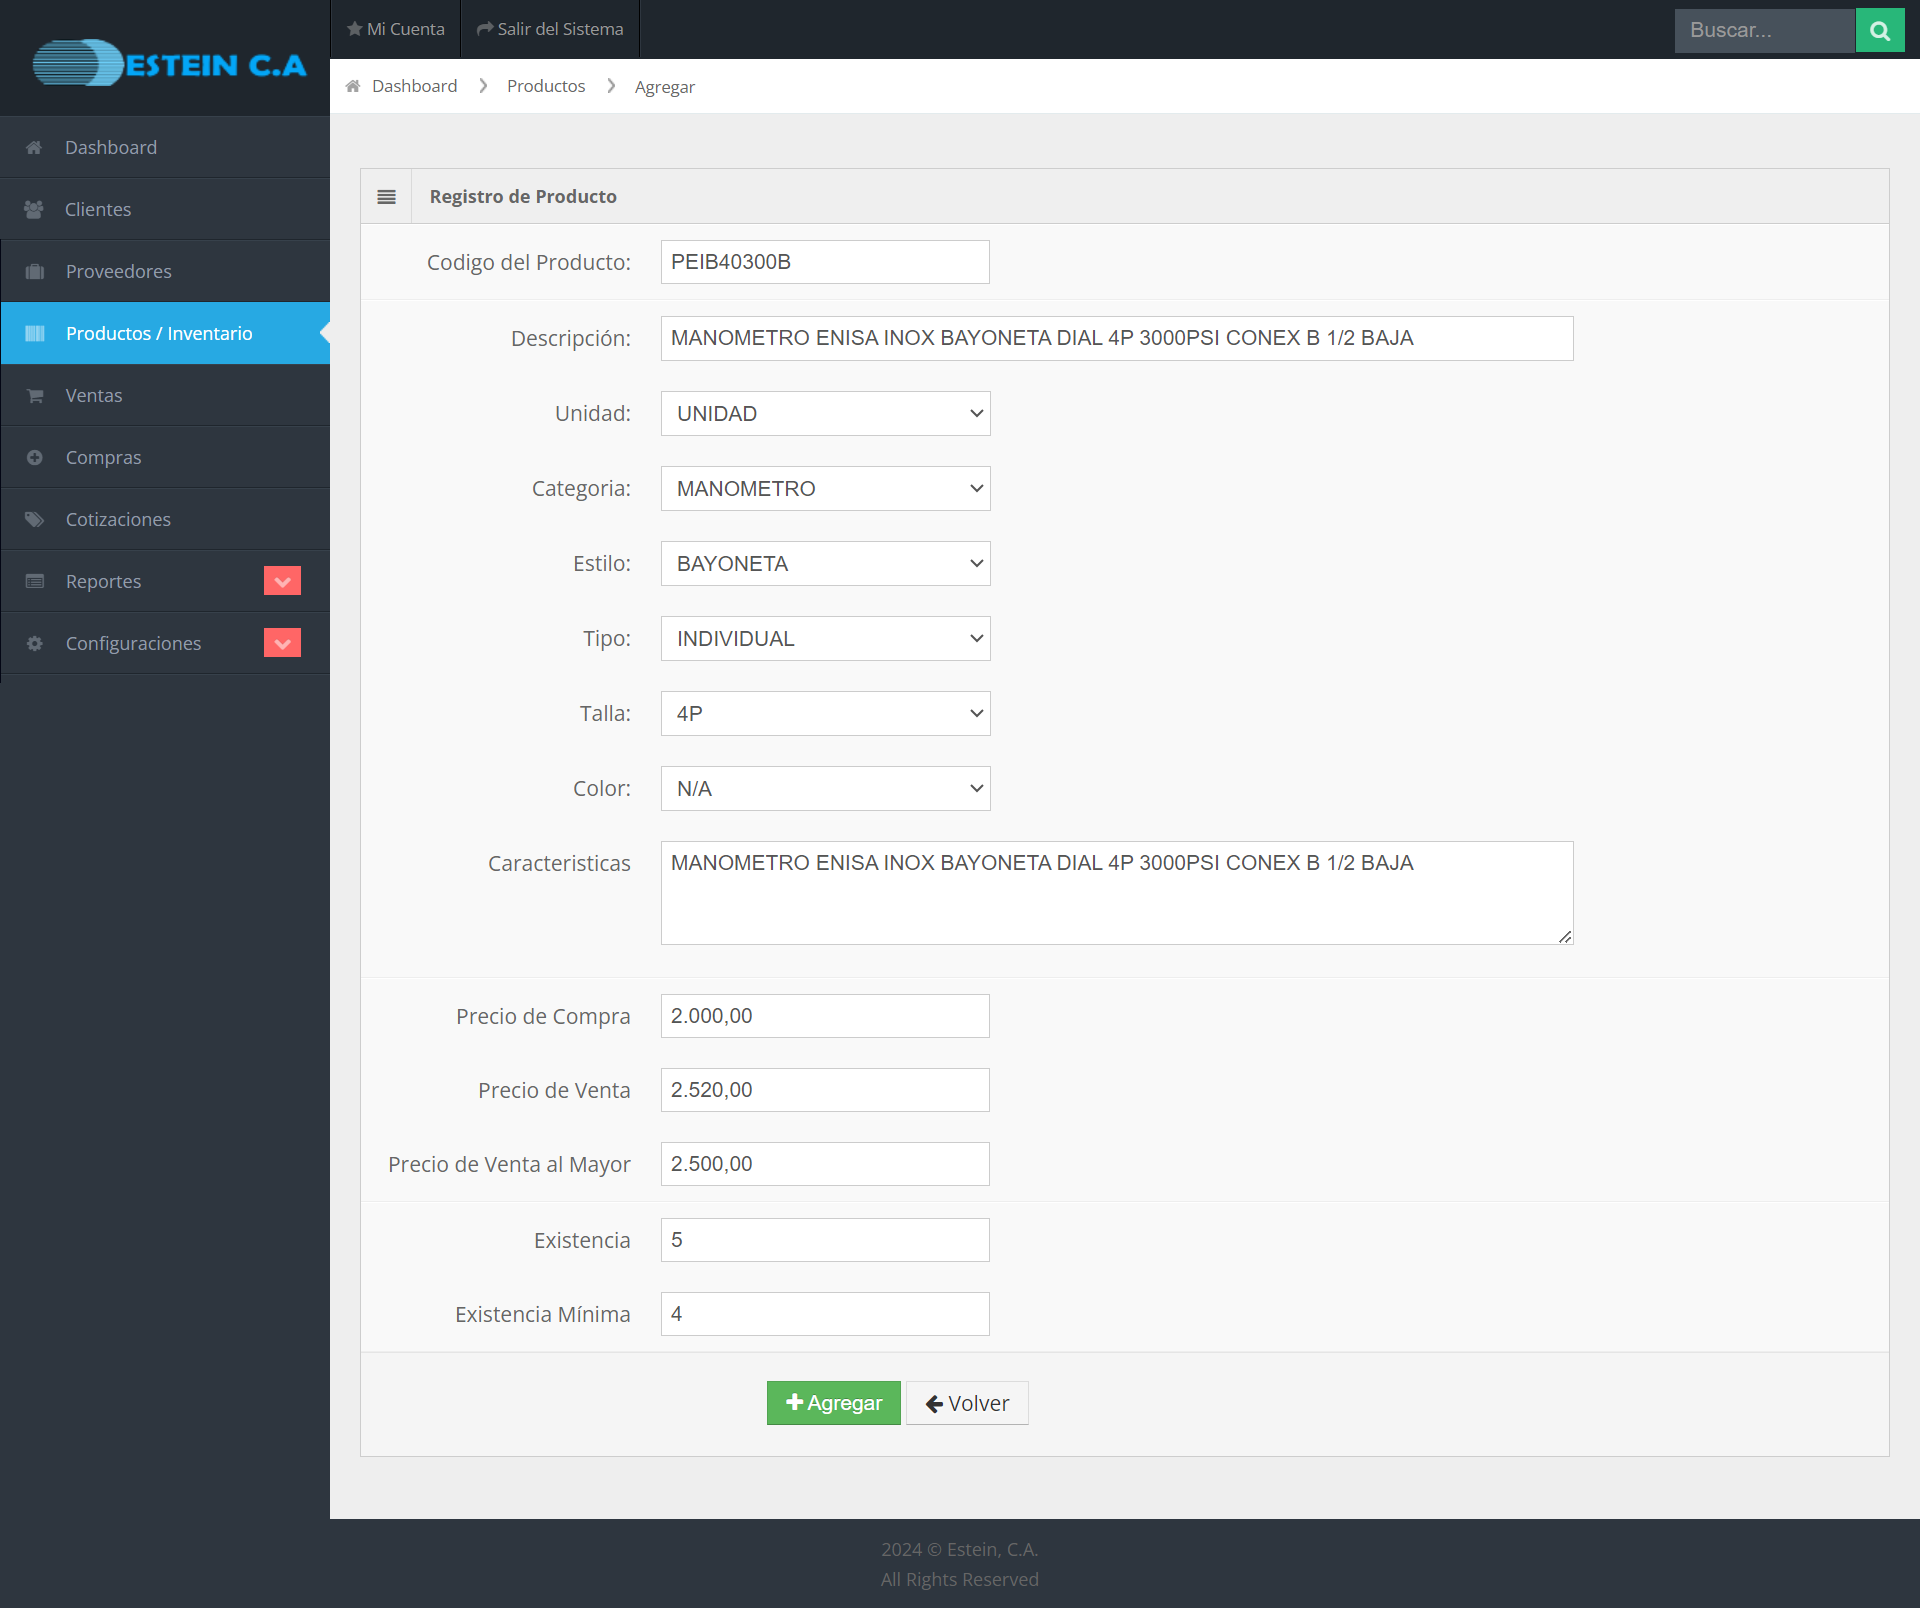 ESTEIN C.A
Mi Cuenta
Salir del Sistema
Buscar...
Dashboard
Productos
Agregar
Dashboard
Clientes
Proveedores
Productos / Inventario
Ventas
Compras
Cotizaciones
Reportes
Configuraciones
Registro de Producto
Codigo del Producto: PEIB40300B
Descripción: MANOMETRO ENISA INOX BAYONETA DIAL 4P 3000PSI CONEX B 1/2 BAJA
Unidad: UNIDAD
Categoria: MANOMETRO
Estilo: BAYONETA
Tipo: INDIVIDUAL
Talla: 4P
Color: N/A
Caracteristicas MANOMETRO ENISA INOX BAYONETA DIAL 4P 3000PSI CONEX B 1/2 BAJA
Precio de Compra 2.000,00
Precio de Venta 2.520,00
Precio de Venta al Mayor 2.500,00
Existencia 5
Existencia Mínima 4
Agregar Volver
2024 © Estein, C.A.
All Rights Reserved